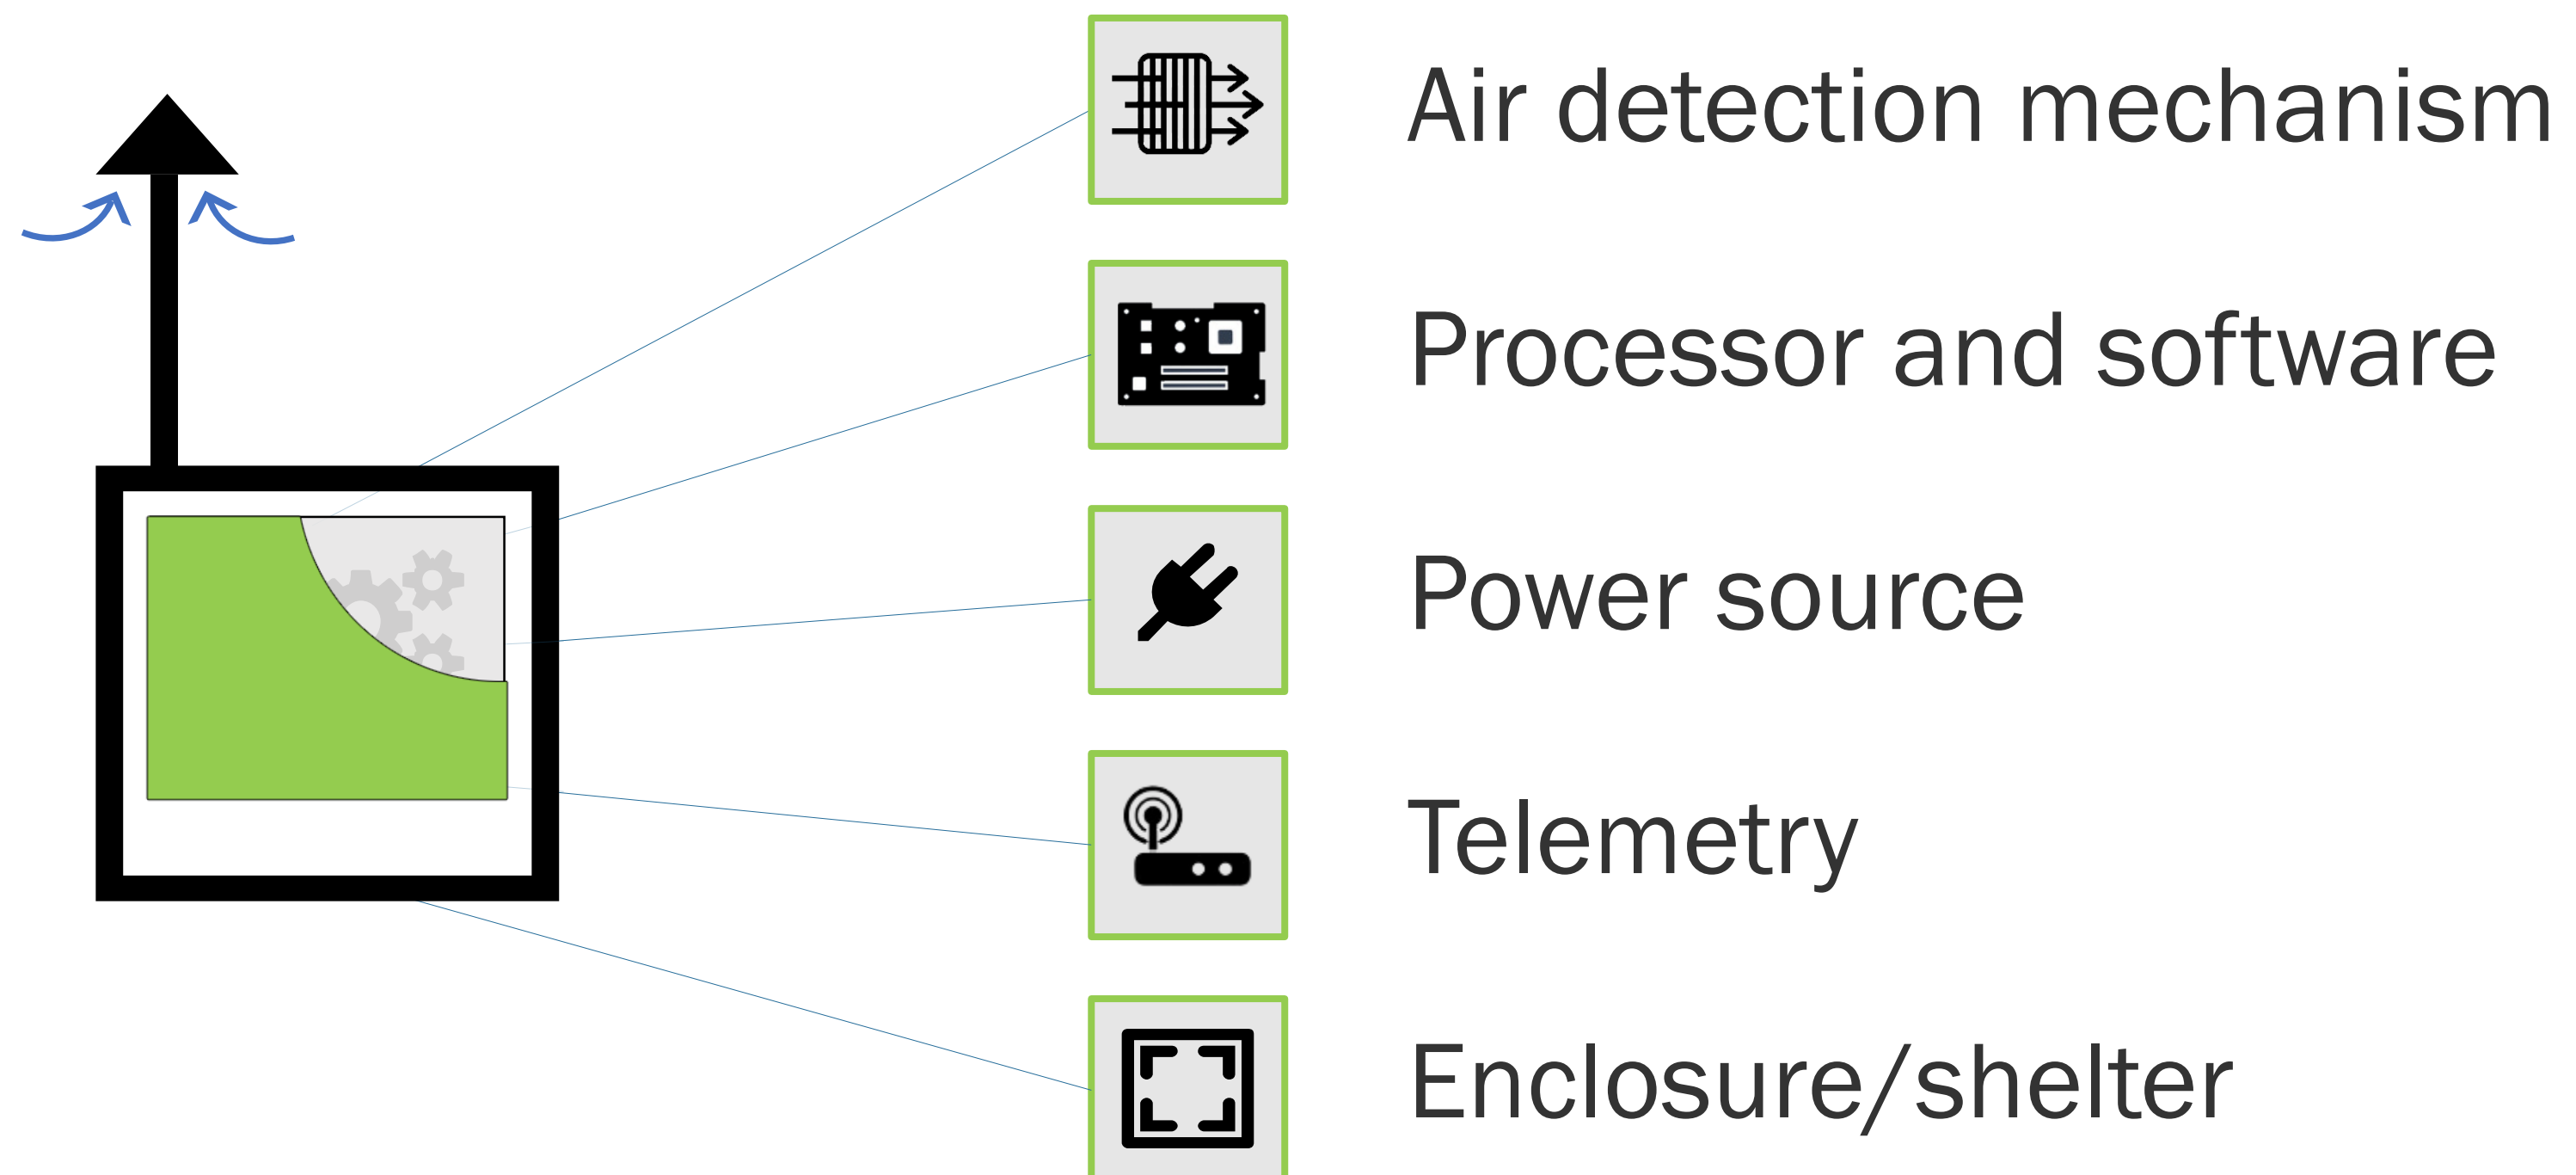 Air detection mechanism
Processor and software
Power source
Telemetry
Enclosure/shelter